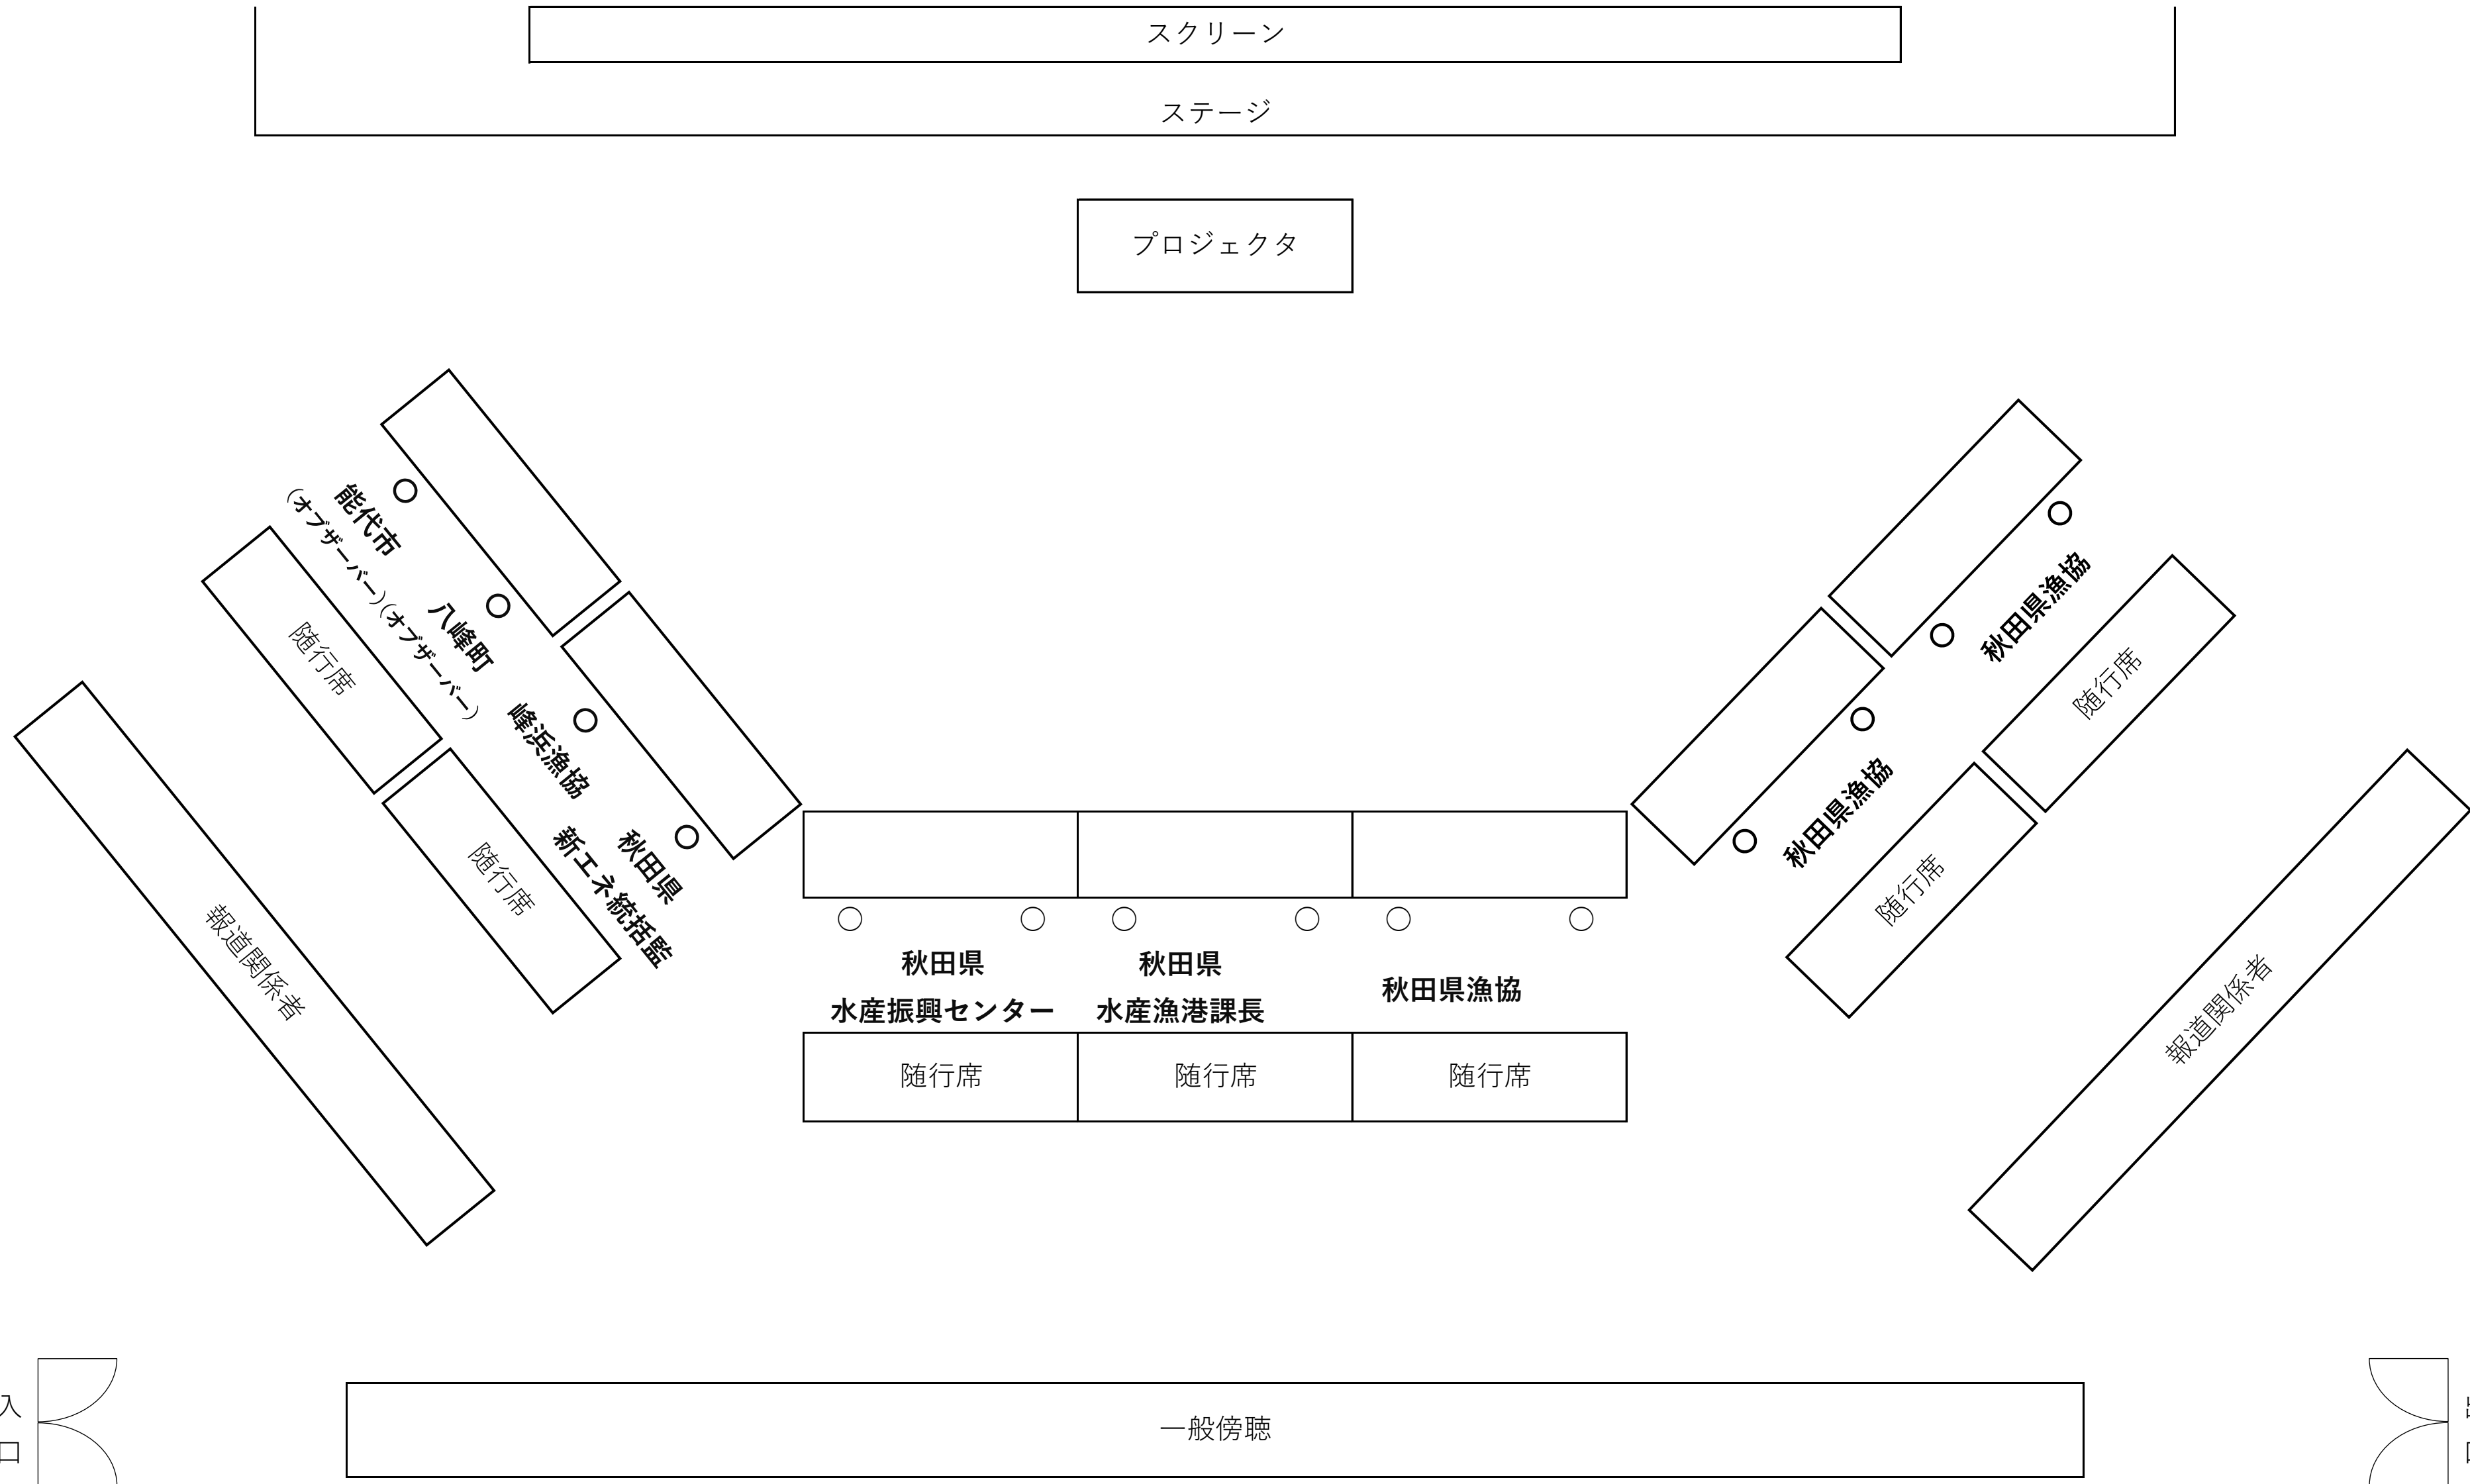 スクリーン
ステージ
プロジェクタ
能代市
（オブザーバー）
八峰町
（オブザーバー）
峰浜漁協
秋田県
新エネ統括監
随行席
随行席
報道関係者
秋田県
水産振興センター
秋田県
水産漁港課長
秋田県漁協
随行席
随行席
随行席
秋田県漁協
秋田県漁協
随行席
随行席
報道関係者
入口
一般傍聴